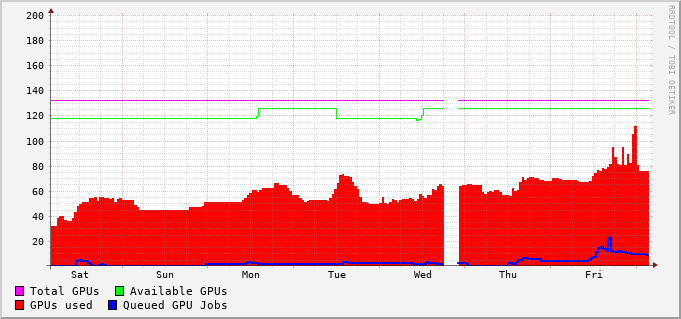 200
180
160
140
120
100
80
60
40
20
Sat Sun Mon Tue Wed Thu Fri
Total GPUs Available GPUs
GPUs used Queued GPU Jobs
RRDTOOL / TOBI OETIKER